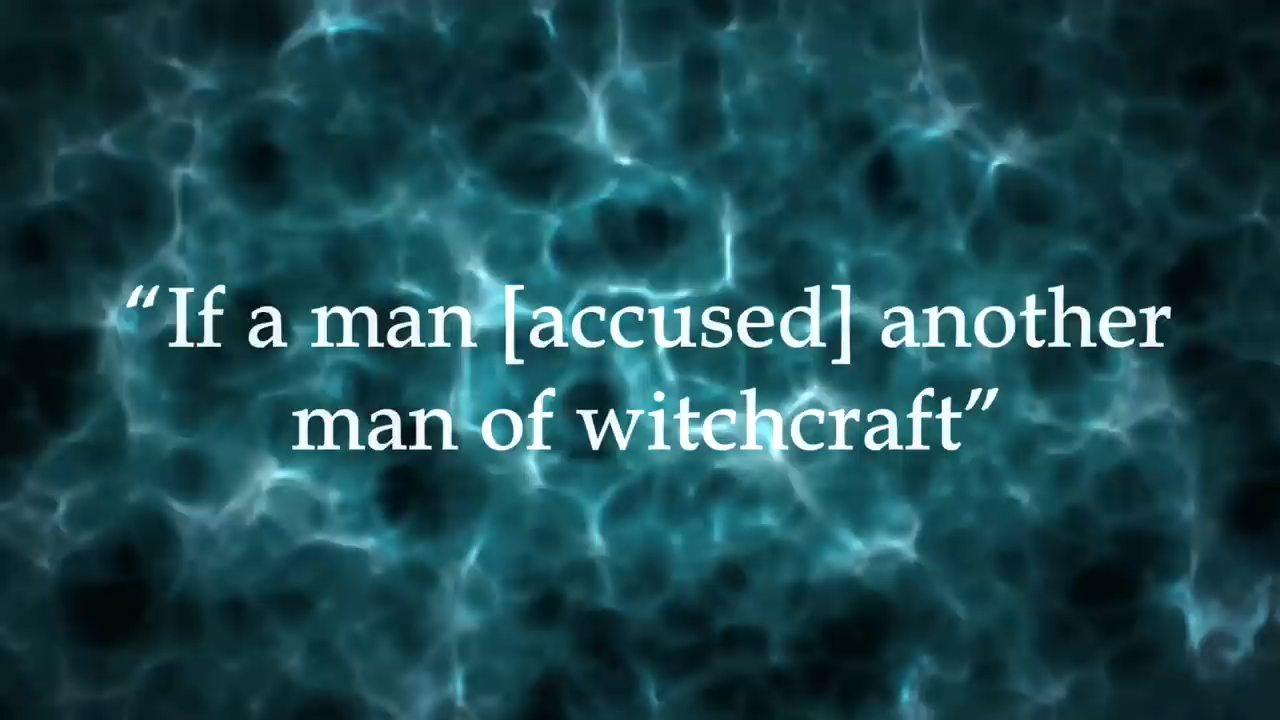 “If a man [accused] another
man of witchcraft”